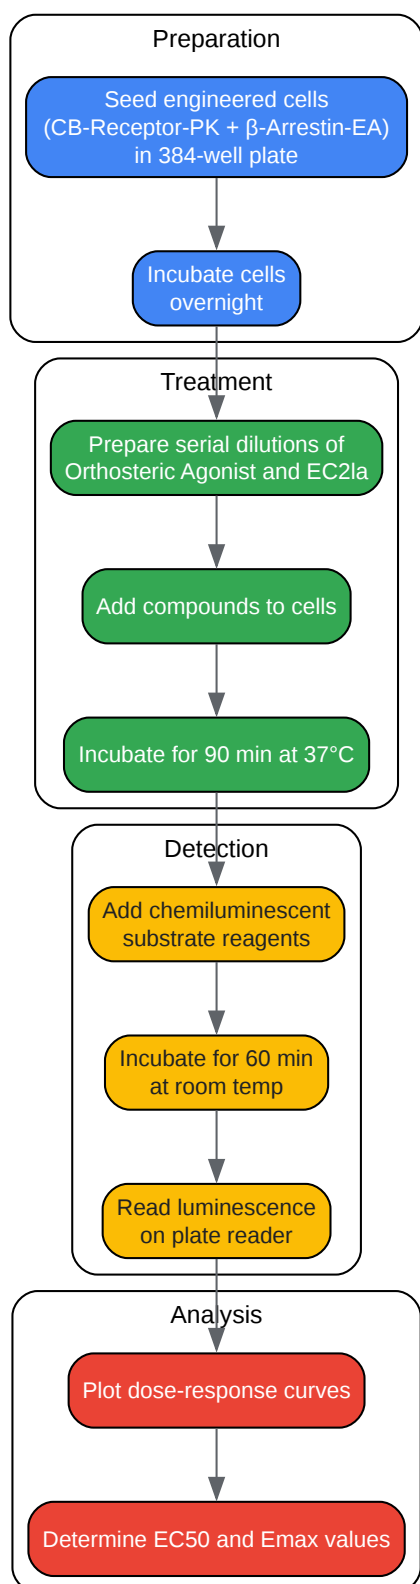 Preparation
Seed engineered cells
(CB-Receptor-PK + β-Arrestin-EA)
in 384-well plate
Incubate cells
overnight
Treatment
Prepare serial dilutions of
Orthosteric Agonist and EC2la
Add compounds to cells
Incubate for 90 min at 37°C
Detection
Add chemiluminescent
substrate reagents
Incubate for 60 min
at room temp
Read luminescence
on plate reader
Analysis
Plot dose-response curves
Determine EC50 and Emax values